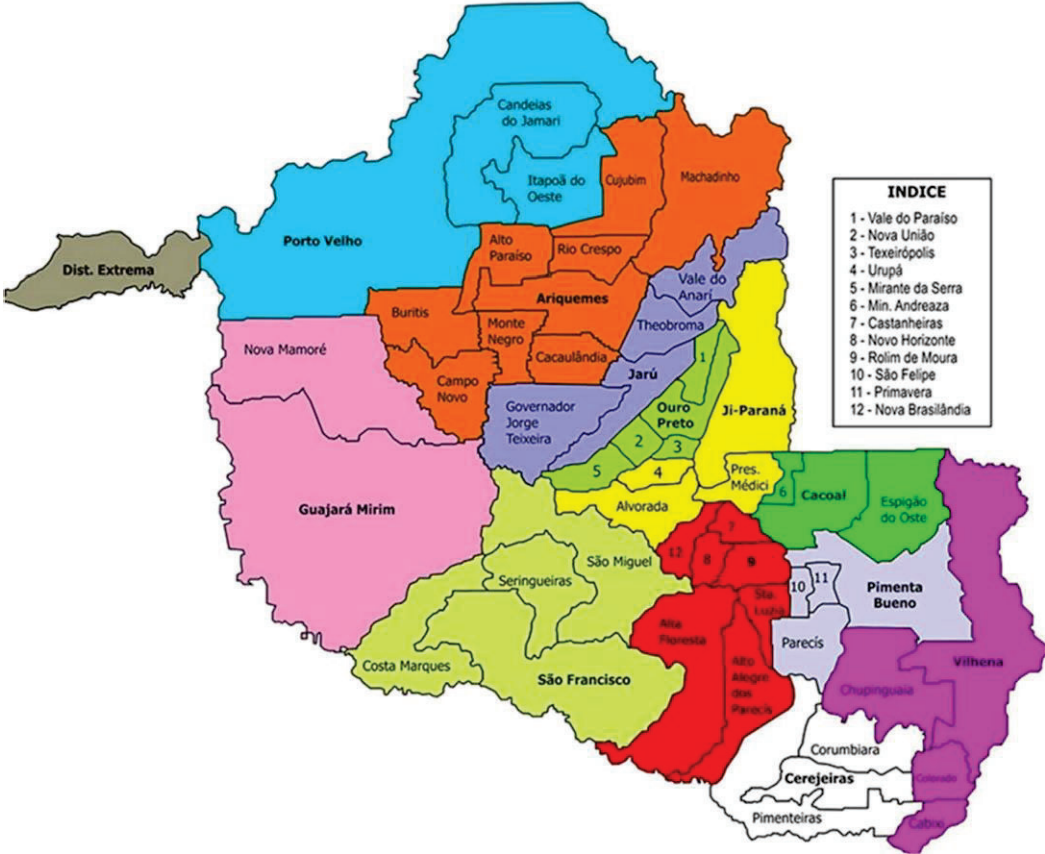 Candeias
do Jamari
Itapoã do
Oeste
Cujubim
Machadinho
Porto Velho
Dist. Extrema
Alto
Paraíso
Rio Crespo
Vale do
Anarí
Buritis
Ariquemes
Monte
Negro
Theobroma
Nova Mamoré
Cacaulândia
Campo
Novo
Jarú
1
Governador
Jorge
Teixeira
Ouro
Preto
Ji-Paraná
2
3
5
4
Pres.
Médici
Alvorada
6
Cacoal
Espigão
do Oste
Guajará Mirim
7
São Miguel
12
8
9
Seringueiras
10
11
Pimenta
Bueno
Sta.
Luzia
Alta
Floresta
Parecís
Costa Marques
São Francisco
Alto
Alegre
dos
Parecís
Vilhena
Chupinguaia
Corumbiara
Cerejeiras
Colorado
Pimenteiras
Cabixi
INDICE
1 - Vale do Paraíso
2 - Nova União
3 - Texeirópolis
4 - Urupá
5 - Mirante da Serra
6 - Min. Andreaza
7 - Castanheiras
8 - Novo Horizonte
9 - Rolim de Moura
10 - São Felipe
11 - Primavera
12 - Nova Brasilândia